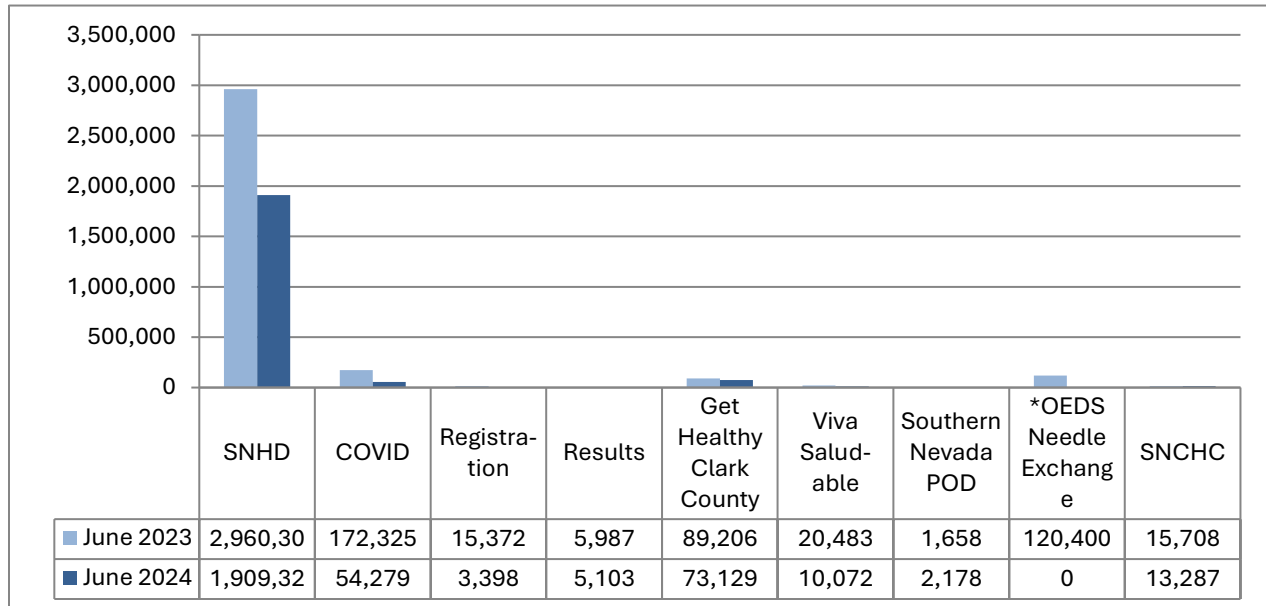 3,500,000
3,000,000
2,500,000
2,000,000
1,500,000
1,000,000
500,000
0
SNHD COVID Registra-
tion Results Get
Healthy
Clark
County Viva
Salud-
able Southern
Nevada
POD *OEDS
Needle
Exchang
e SNCHC
June 2023 2,960,30 172,325 15,372 5,987 89,206 20,483 1,658 120,400 15,708
June 2024 1,909,32 54,279 3,398 5,103 73,129 10,072 2,178 0 13,287